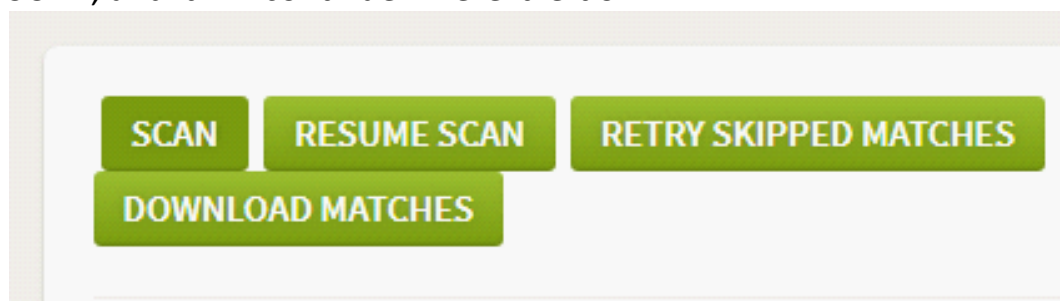 SCAN RESUME SCAN RETRY SKIPPED MATCHES
DOWNLOAD MATCHES